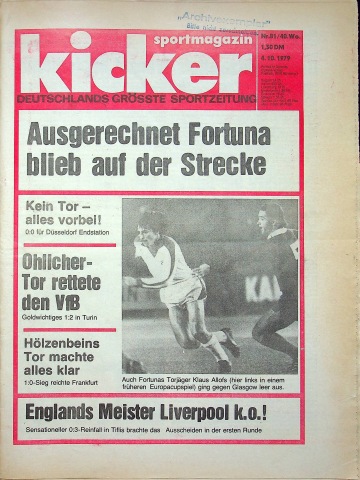 „Archivexemplar"
sportmagazin
kicker
DEUTSCHLANDS GRÖSSTE SPORTZEITUNG
Nr. 81/40. Wo.
1,50 DM
4. 10. 1979
Ausgerechnet Fortuna
blieb auf der Strecke
Kein Tor –
alles vorbei!
0:0 für Düsseldorf Endstation
Ohlicher-
Tor rettete
den VfB
Goldwichtiges 1:2 in Turin
Hölzenbeins
Tor machte
alles klar
1:0-Sieg reichte Frankfurt
KAL
Auch Fortunas Torjäger Klaus Allofs (hier links in einem
früheren Europacupspiel) ging gegen Glasgow leer aus.
Englands Meister Liverpool k.o.!
Sensationeller 0:3-Reinfall in Tiflis brachte das Ausscheiden in der ersten Runde